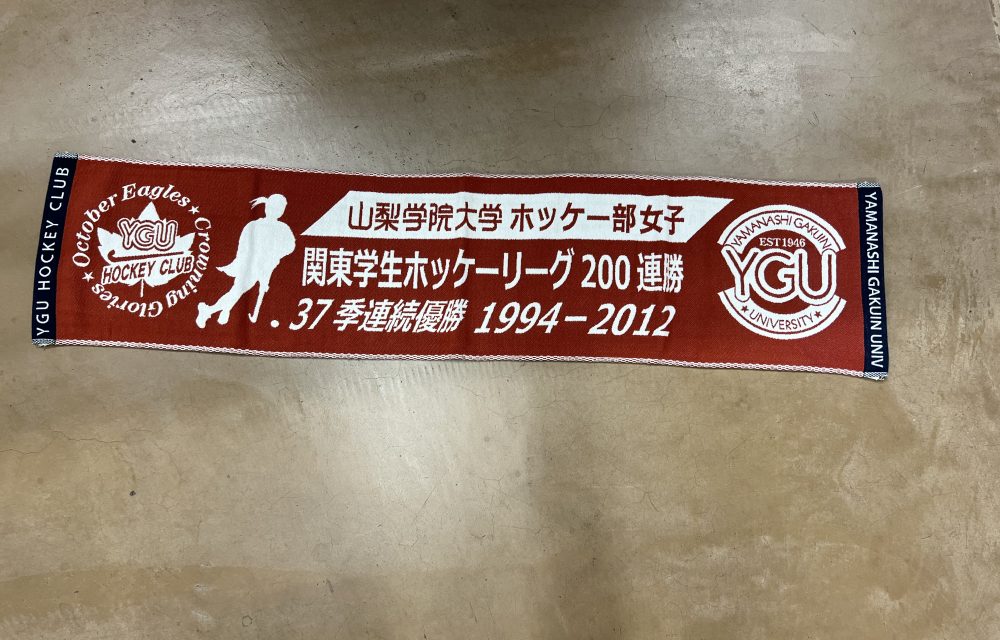 YGU HOCKEY CLUB
October Eagles★Crowning Glories★
YGU
HOCKEY CLUB
山梨学院大学 ホッケー部女子
関東学生ホッケーリーグ 200 連勝
37 季連続優勝 1994−2012
YAMANASHI GAKUIN
EST 1946
YGU
★UNIVERSITY★
YAMANASHI GAKUIN UNIV